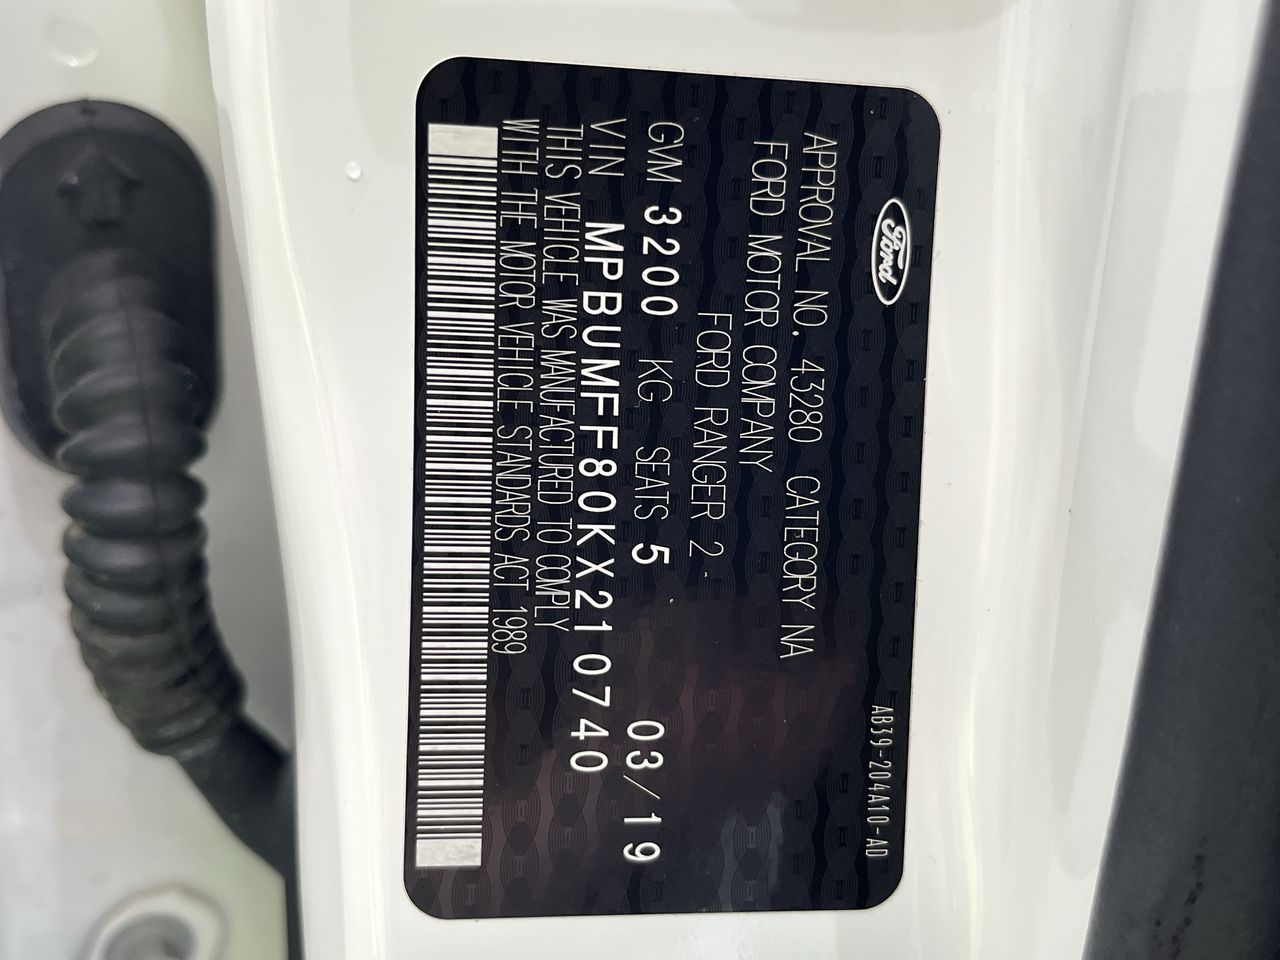 Ford
AB39-204A10-AD
APPROVAL NO. 43280 CATEGORY NA
FORD MOTOR COMPANY
FORD RANGER 2
GVM 3200 KG SEATS 5 03/19
VIN MPBUMFF80KX210740
THIS VEHICLE WAS MANUFACTURED TO COMPLY
WITH THE MOTOR VEHICLE STANDARDS ACT 1989